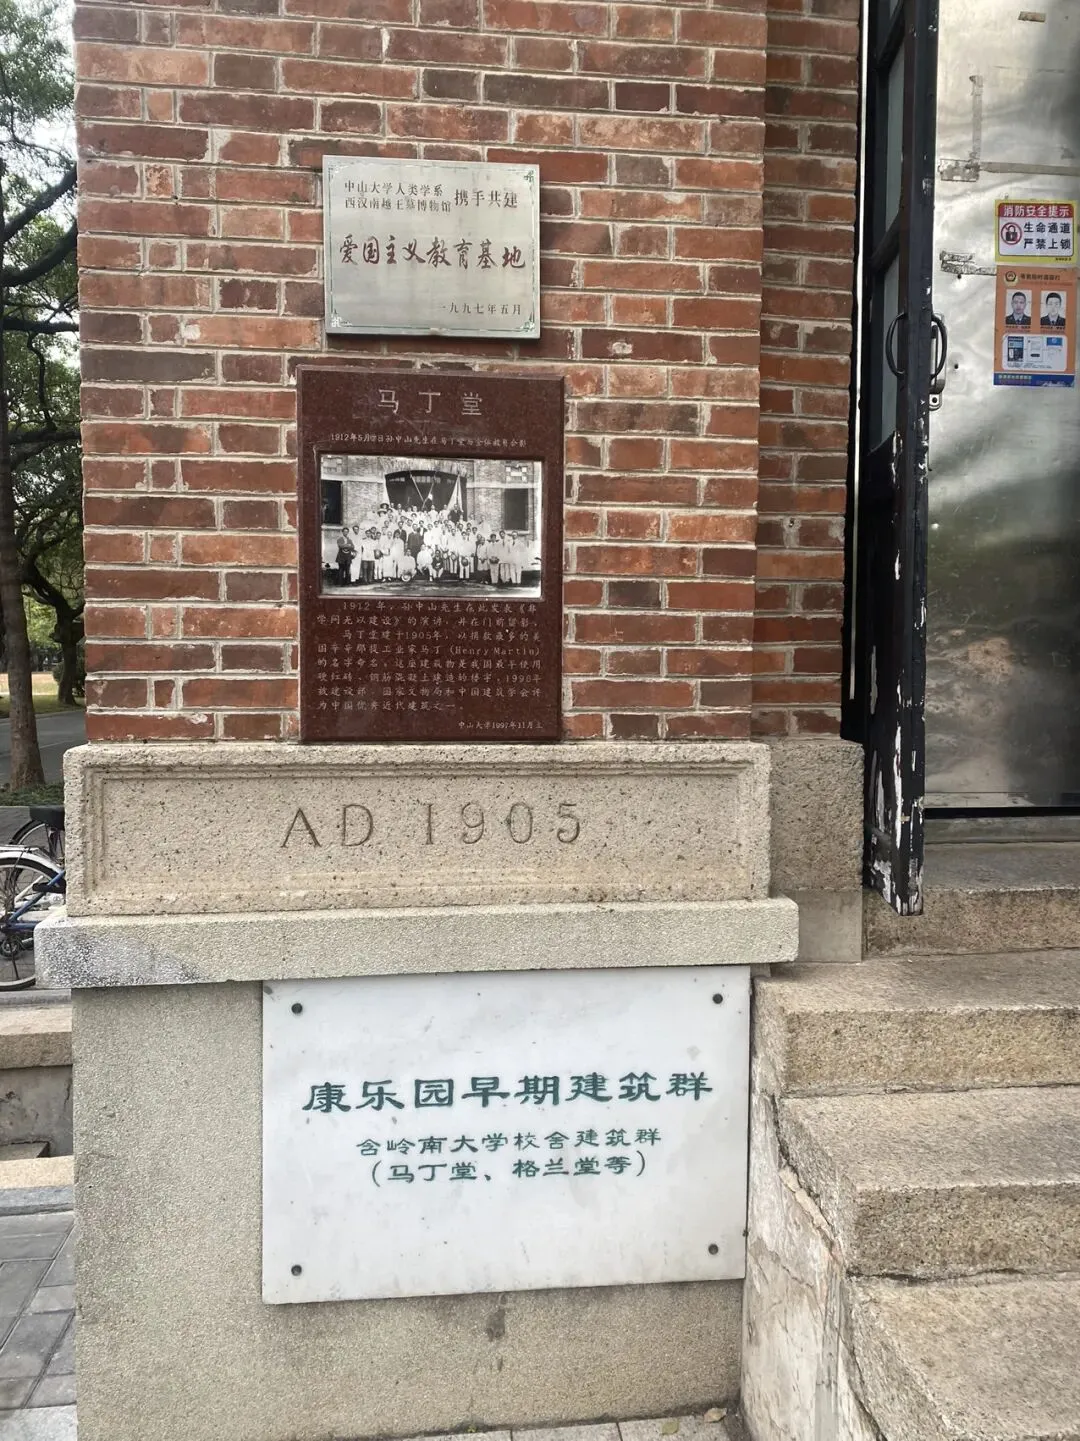 中山大学人类学系
西汉南越王墓博物馆
携手共建
爱国主义教育基地
一九九七年五月
马丁堂
1912年5月 日孙中山先生在马丁堂与全体教员合影
1912年，孙中山先生在此发表《非
学问无以建设》的演讲，并在门前留影。
马丁堂建于1905年，以捐款最多的美
国辛辛那提工业家马丁（Henry Martin）
的名字命名。这座建筑物是我国最早使用
硬红砖、钢筋混凝土建造的楼宇，1996年
被建设部、国家文物局和中国建筑学会评
为中国优秀近代建筑之一。
中山大学1997年11月立
AD 1905
康乐园早期建筑群
含岭南大学校舍建筑群
（马丁堂、格兰堂等）
消防安全提示
生命通道
严禁上锁